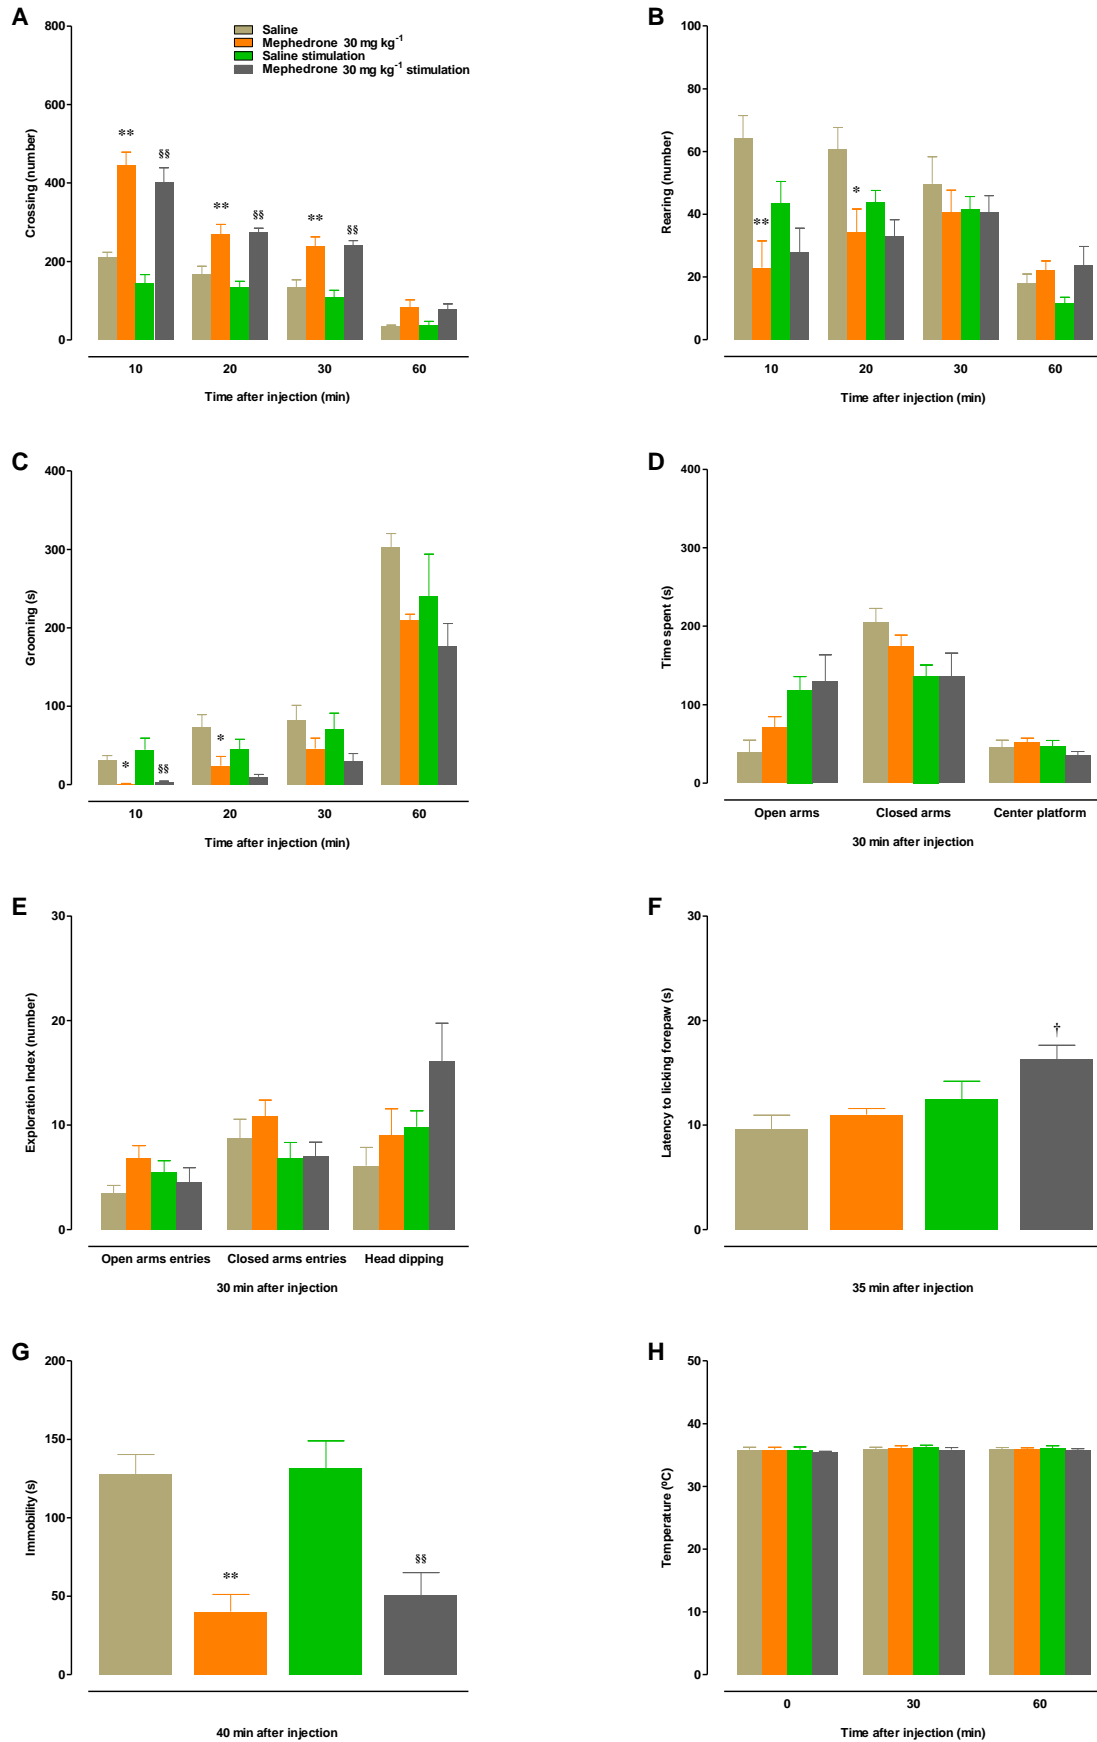 A
800
600
400
200
0
Crossing (number)
Saline
Mephedrone 30 mg kg-1
Saline stimulation
Mephedrone 30 mg kg-1 stimulation
**
§§
**
§§
**
§§
10 20 30 60
Time after injection (min)
B
100
80
60
40
20
0
Rearing (number)
**
*
10 20 30 60
Time after injection (min)
C
400
300
200
100
0
Grooming (s)
*
§§
*
10 20 30 60
Time after injection (min)
D
400
300
200
100
0
Time spent (s)
Open arms Closed arms Center platform
30 min after injection
E
30
20
10
0
Exploration Index (number)
Open arms entries Closed arms entries Head dipping
30 min after injection
F
30
20
10
0
Latency to licking forepaw (s)
†
35 min after injection
G
200
150
100
50
0
Immobility (s)
**
§§
40 min after injection
H
50
40
30
20
10
0
Temperature (ºC)
0 30 60
Time after injection (min)